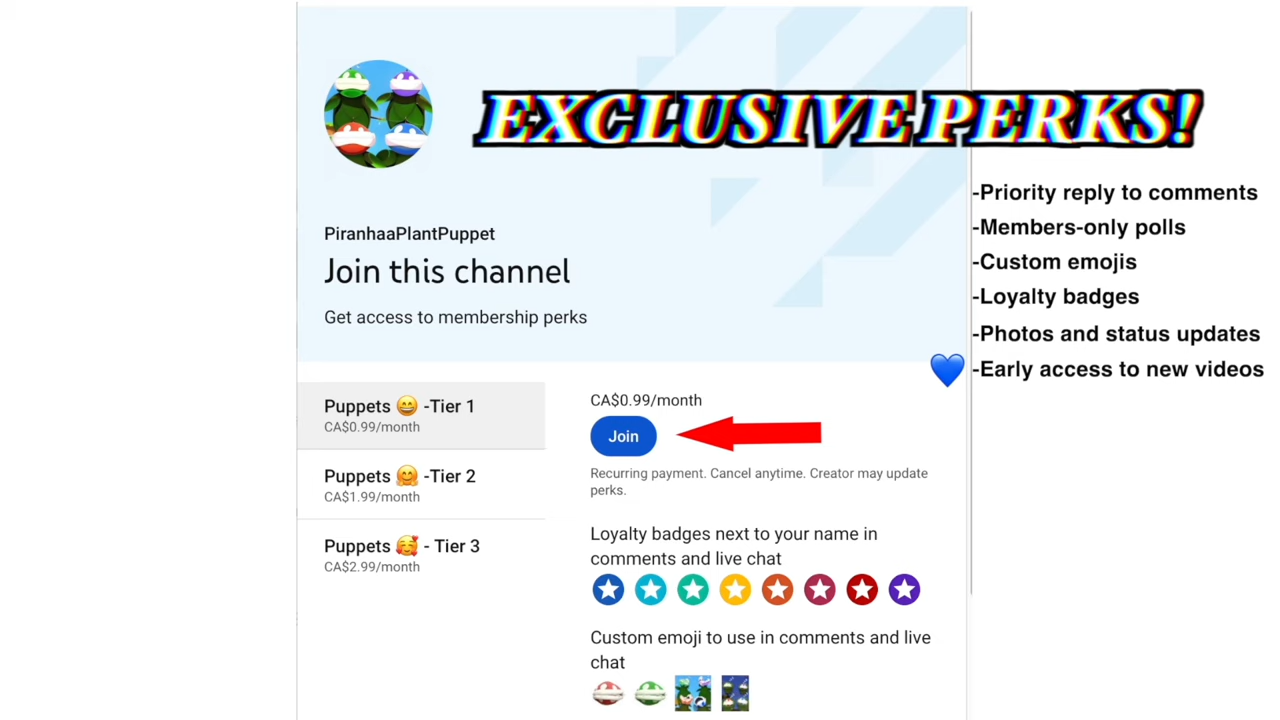 EXCLUSIVE PERKS!
-Priority reply to comments
-Members-only polls
-Custom emojis
-Loyalty badges
-Photos and status updates
-Early access to new videos
PiranhaaPlantPuppet
Join this channel
Get access to membership perks
Puppets 😄 -Tier 1
CA$0.99/month
Puppets 🤗 -Tier 2
CA$1.99/month
Puppets 🥰 - Tier 3
CA$2.99/month
CA$0.99/month
Join
Recurring payment. Cancel anytime. Creator may update
perks.
Loyalty badges next to your name in
comments and live chat
Custom emoji to use in comments and live
chat